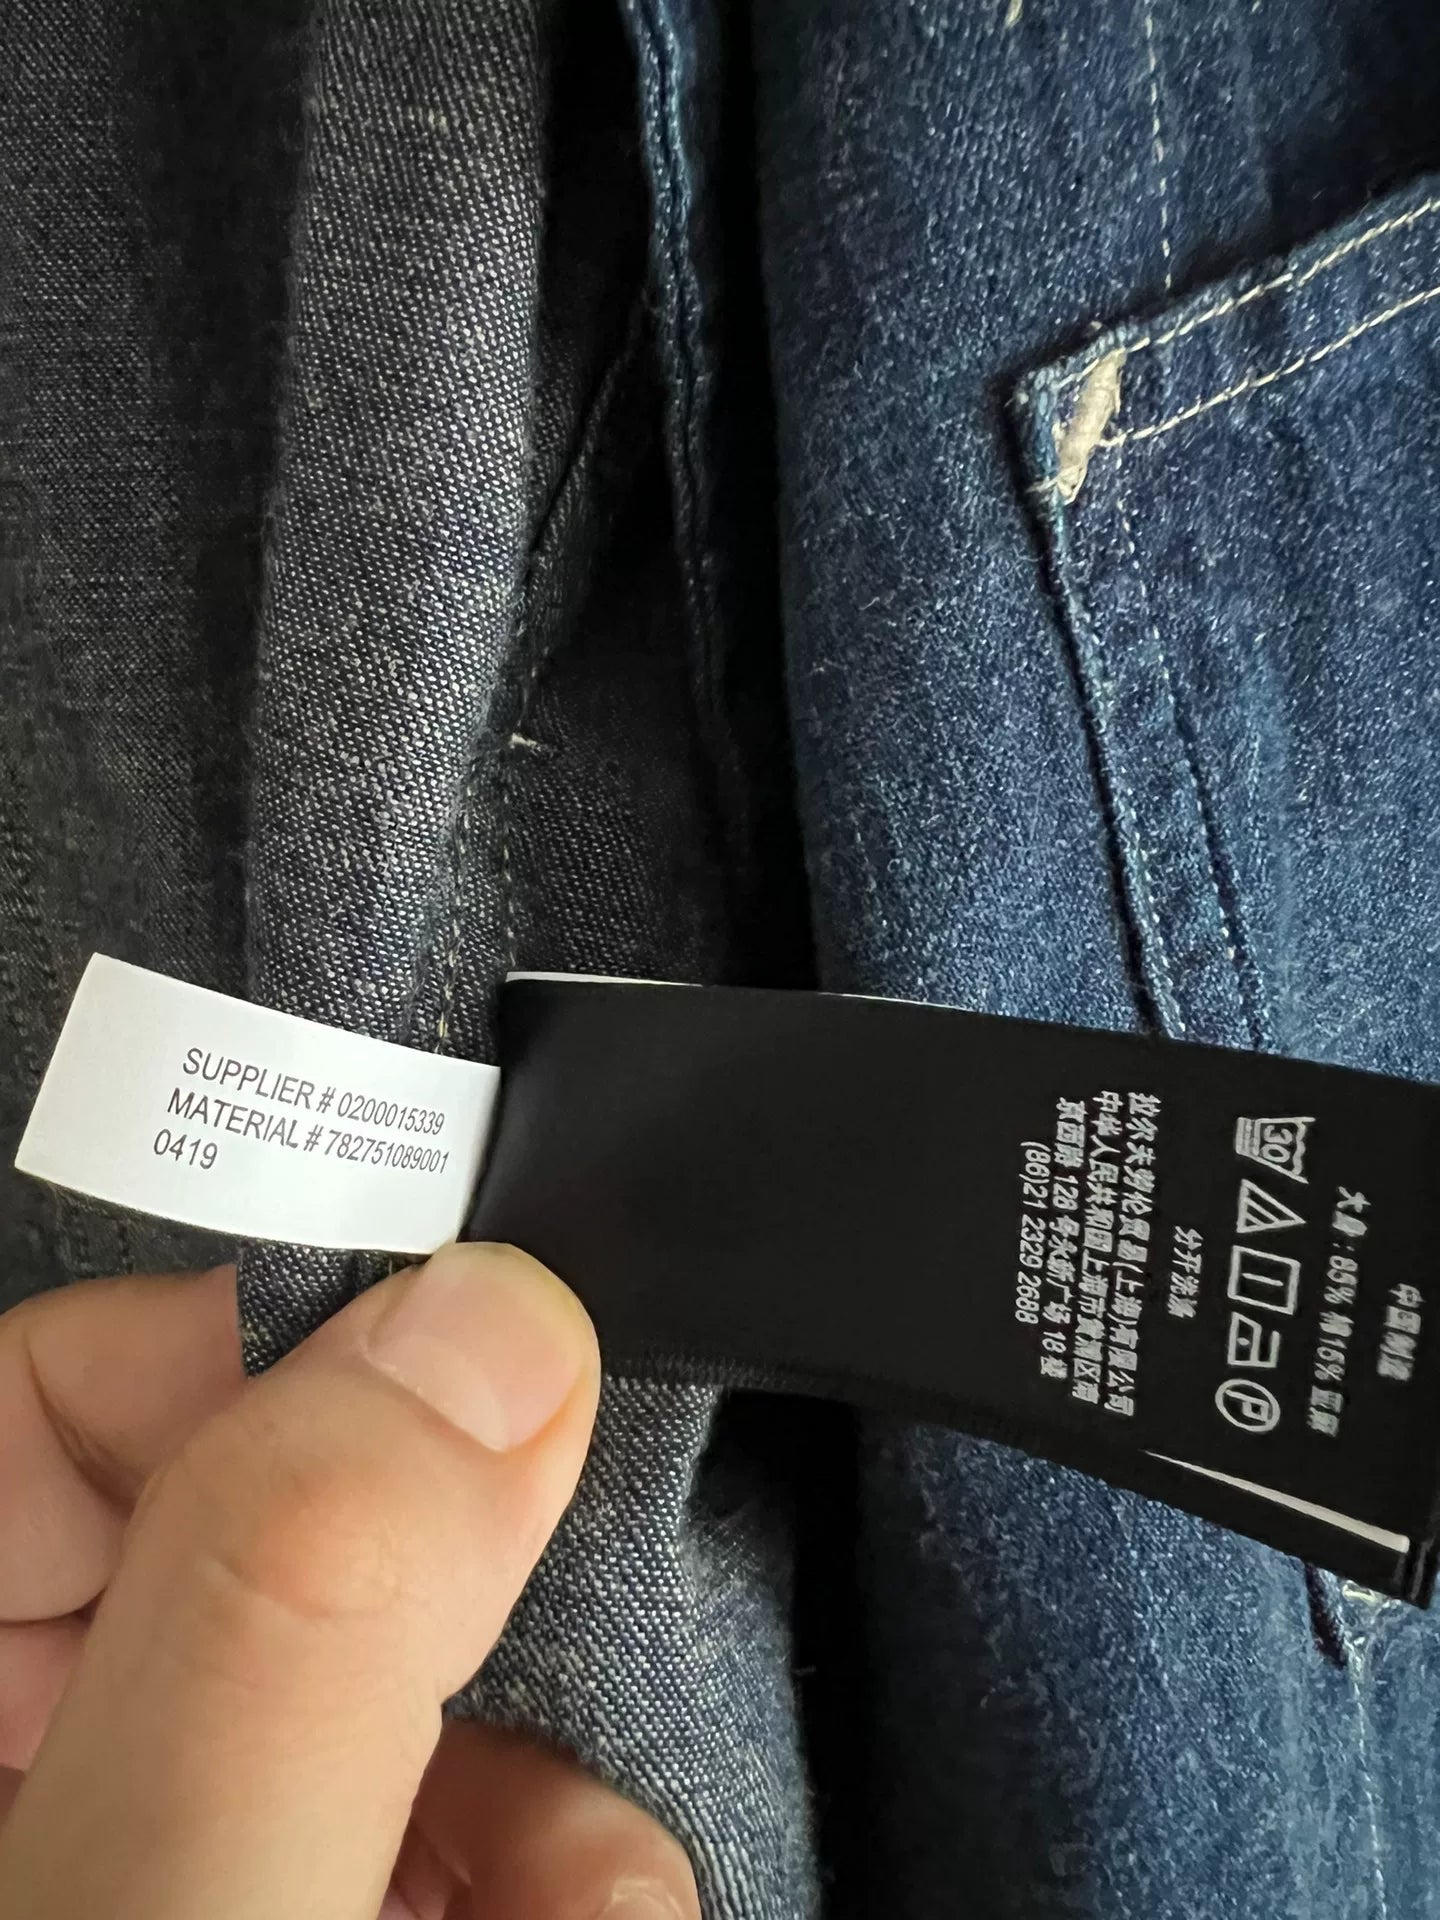 SUPPLIER # 0200015339
MATERIAL # 782751089001
0419
中国制造
大身：85% 棉 15% 亚麻
30
P
分开洗涤
拉尔夫劳伦贸易(上海)有限公司
中华人民共和国上海市黄浦区南
京西路 128 号永新广场 18 楼
(86)21 2329 2688